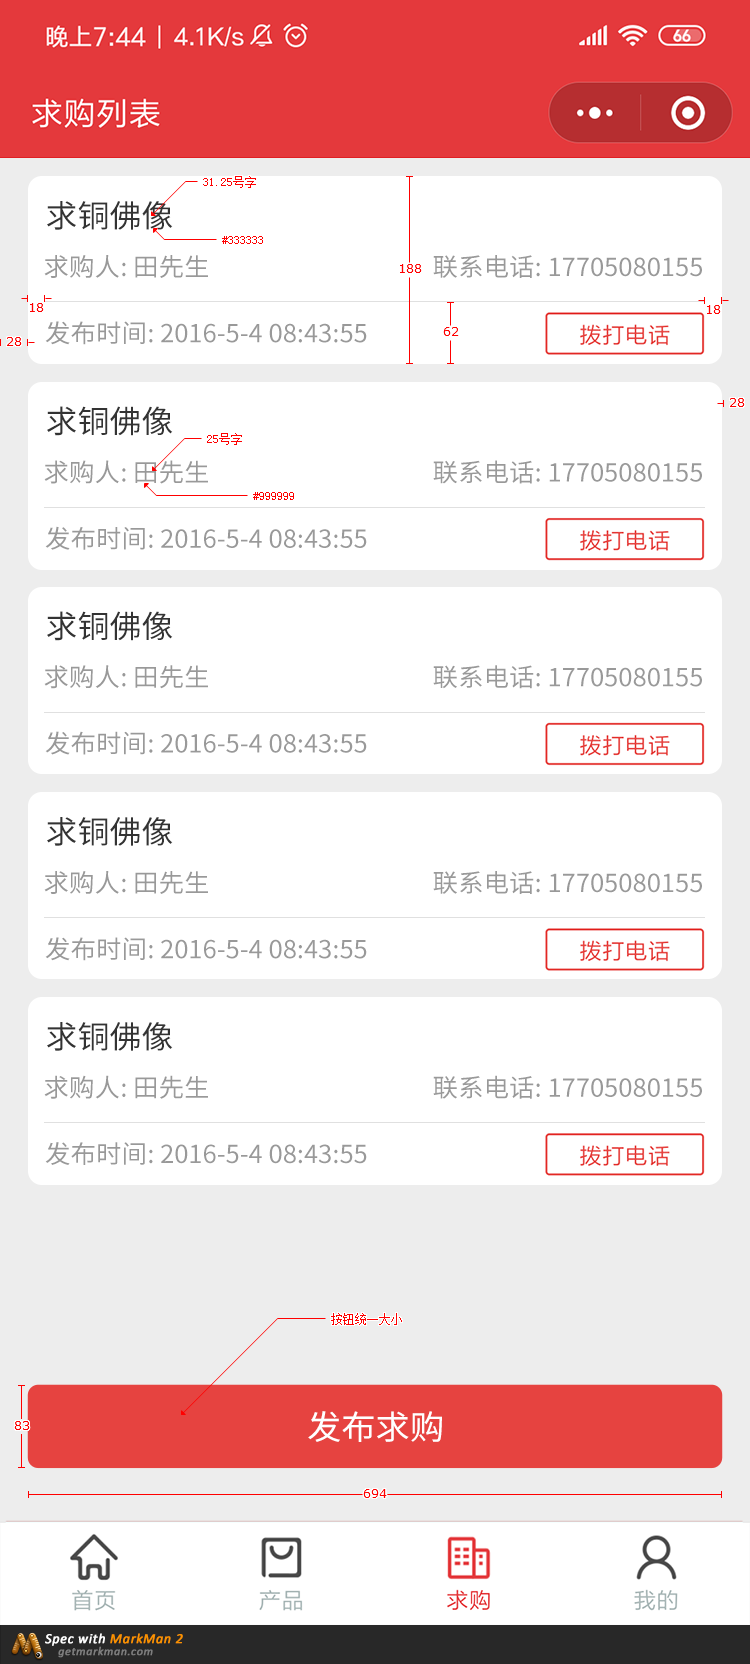 晚上7:44 | 4.1K/s
66
求购列表
31.25号字
求铜佛像
#333333
求购人: 田先生 联系电话: 17705080155
188
18 18
发布时间: 2016-5-4 08:43:55 拨打电话
62
28
28
求铜佛像
25号字
求购人: 田先生 联系电话: 17705080155
#999999
发布时间: 2016-5-4 08:43:55 拨打电话
求铜佛像
求购人: 田先生 联系电话: 17705080155
发布时间: 2016-5-4 08:43:55 拨打电话
求铜佛像
求购人: 田先生 联系电话: 17705080155
发布时间: 2016-5-4 08:43:55 拨打电话
求铜佛像
求购人: 田先生 联系电话: 17705080155
发布时间: 2016-5-4 08:43:55 拨打电话
按钮统一大小
83
发布求购
694
首页 产品 求购 我的
Spec with MarkMan 2
getmarkman.com